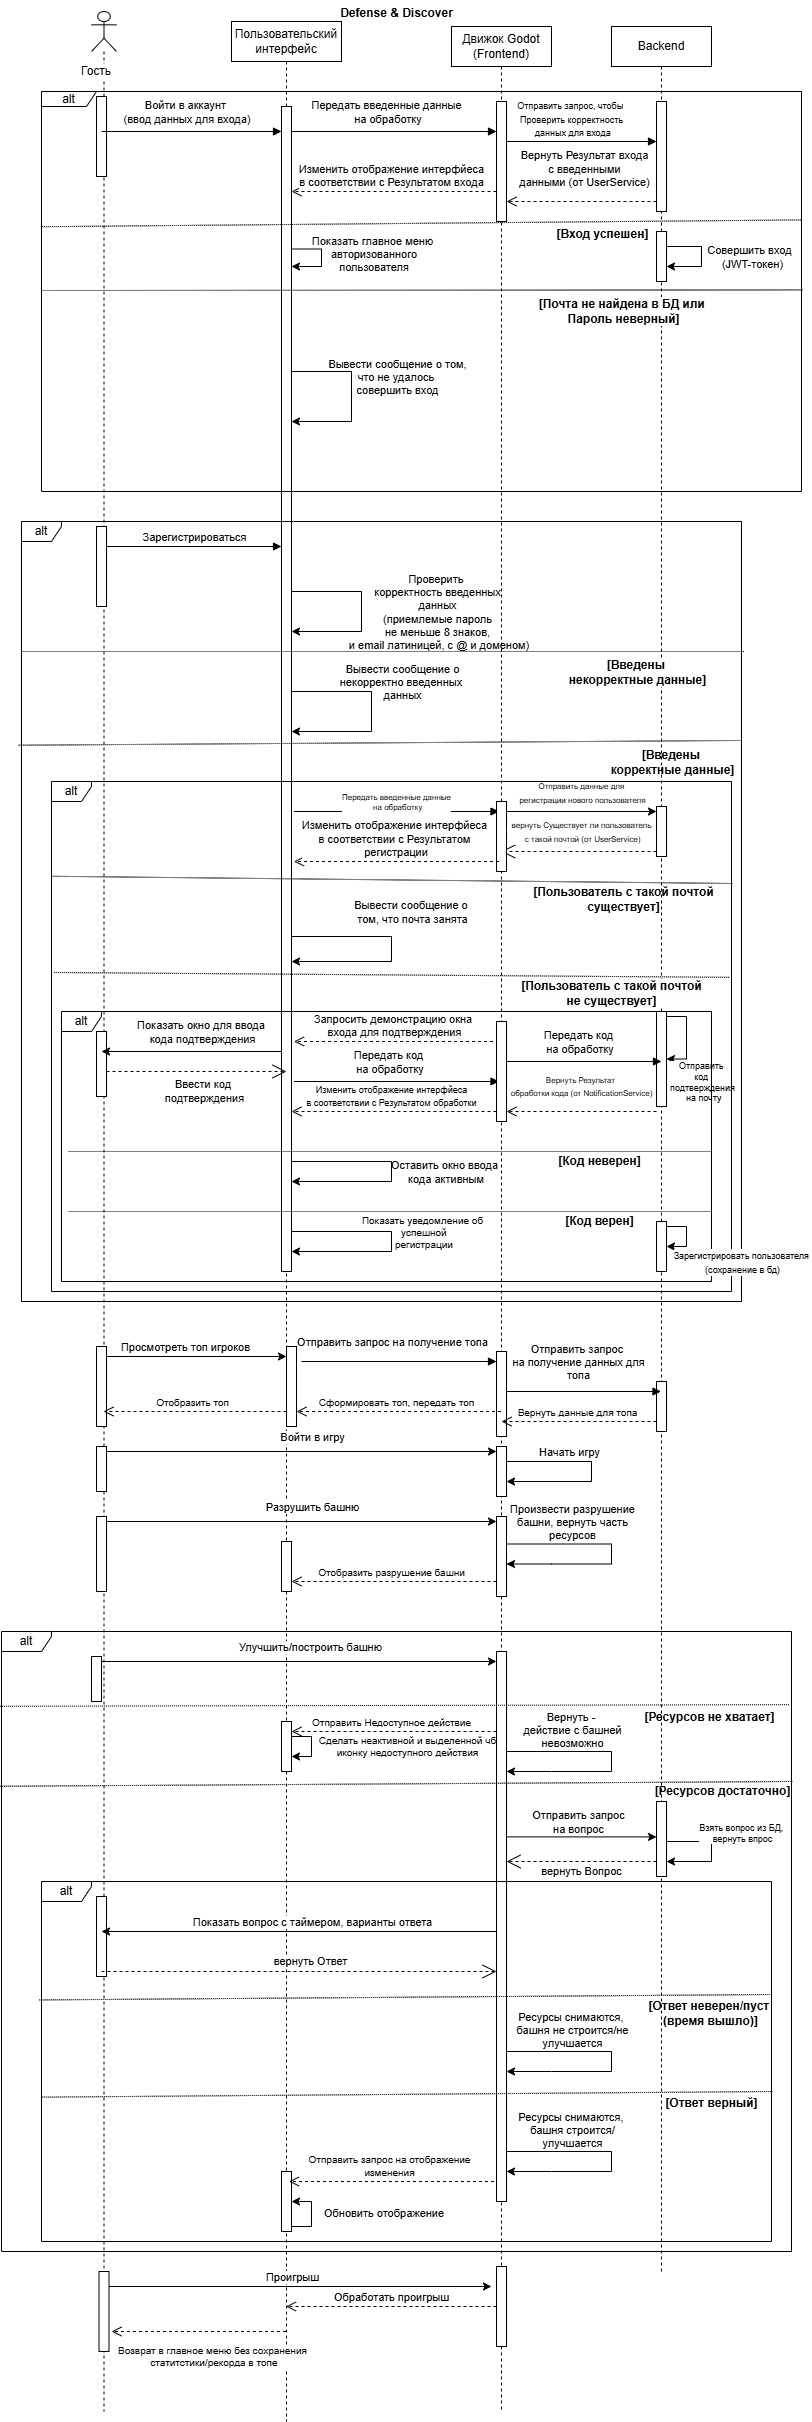 Defense & Discover
Гость
Пользовательский
интерфейс
Движок Godot
(Frontend)
Backend
alt
Войти в аккаунт
(ввод данных для входа)
Передать введенные данные
на обработку
Отправить запрос, чтобы
Проверить корректность
данных для входа
Вернуть Результат входа
с введенными
данными (от UserService)
Изменить отображение интерфйеса
в соответствии с Результатом входа
[Вход успешен]
Показать главное меню
авторизованного
пользователя
Совершить вход
(JWT-токен)
[Почта не найдена в БД или
Пароль неверный]
Вывести сообщение о том,
что не удалось
совершить вход
alt
Зарегистрироваться
Проверить
корректность введенных
данных
(приемлемые пароль
не меньше 8 знаков,
и email латиницей, с @ и доменом)
[Введены
некорректные данные]
Вывести сообщение о
некорректно введенных
данных
[Введены
корректные данные]
alt
Передать введенные данные
на обработку
Отправить данные для
регистрации нового пользователя
Изменить отображение интерфйеса
в соответствии с Результатом
регистрации
вернуть Существует ли пользователь
с такой почтой (от UserService)
[Пользователь с такой почтой
существует]
Вывести сообщение о
том, что почта занята
[Пользователь с такой почтой
не существует]
alt
Показать окно для ввода
кода подтверждения
Запросить демонстрацию окна
входа для подтверждения
Передать код
на обработку
Отправить
код
подтверждения
на почту
Ввести код
подтверждения
Передать код
на обработку
Вернуть Результат
обработки кода (от NotificationService)
Изменить отображение интерфйеса
в соответствии с Результатом обработки
[Код неверен]
Оставить окно ввода
кода активным
[Код верен]
Показать уведомление об
успешной
регистрации
Зарегистрировать пользователя
(сохранение в бд)
Просмотреть топ игроков
Отправить запрос на получение топа
Отправить запрос
на получение данных для
топа
Отобразить топ
Сформировать топ, передать топ
Вернуть данные для топа
Войти в игру
Начать игру
Разрушить башню
Произвести разрушение
башни, вернуть часть
ресурсов
Отобразить разрушение башни
alt
Улучшить/построить башню
[Ресурсов не хватает]
Отправить Недоступное действие
Вернуть -
действие с башней
невозможно
Сделать неактивной и выделенной чб
иконку недоступного действия
[Ресурсов достаточно]
Отправить запрос
на вопрос
Взять вопрос из БД,
вернуть впрос
вернуть Вопрос
alt
Показать вопрос с таймером, варианты ответа
вернуть Ответ
[Ответ неверен/пуст
(время вышло)]
Ресурсы снимаются,
башня не строится/не
улучшается
[Ответ верный]
Ресурсы снимаются,
башня строится/
улучшается
Отправить запрос на отображение
изменения
Обновить отображение
Проигрыш
Обработать проигрыш
Возврат в главное меню без сохранения
статитстики/рекорда в топе